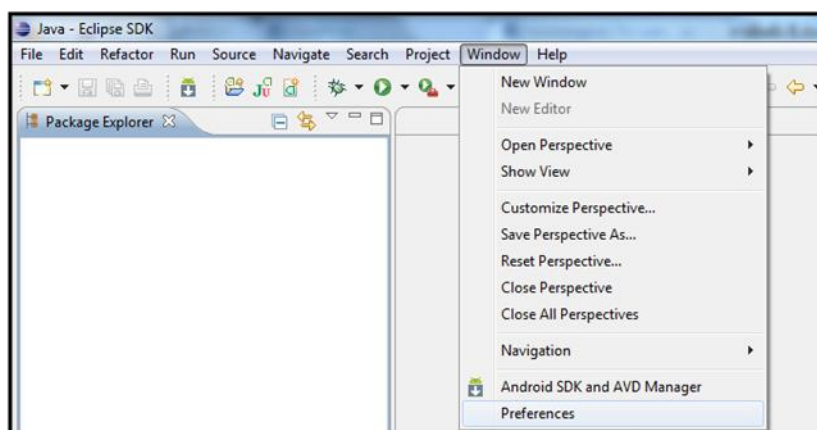 Java - Eclipse SDK
File Edit Refactor Run Source Navigate Search Project Window Help
Package Explorer
New Window
New Editor
Open Perspective
Show View
Customize Perspective...
Save Perspective As...
Reset Perspective...
Close Perspective
Close All Perspectives
Navigation
Android SDK and AVD Manager
Preferences